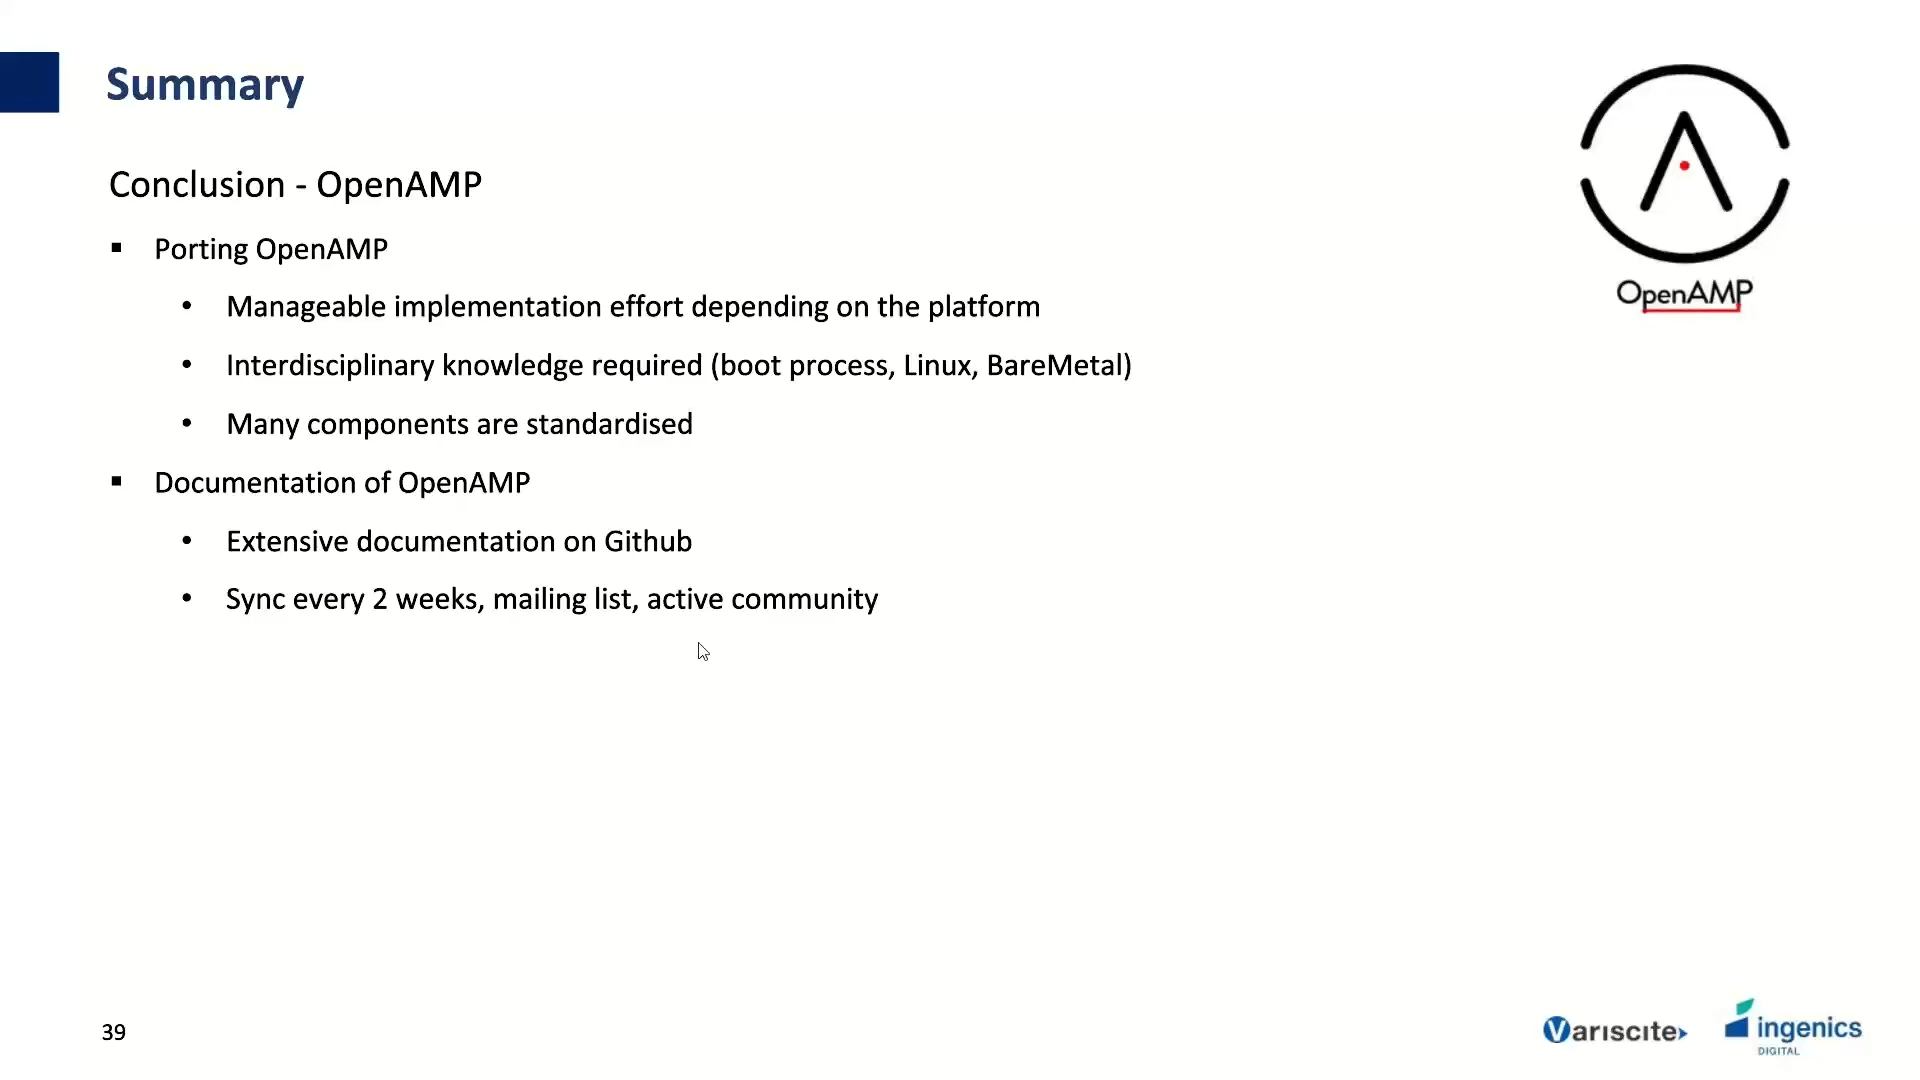 Summary
OpenAMP
Conclusion - OpenAMP
▪ Porting OpenAMP
• Manageable implementation effort depending on the platform
• Interdisciplinary knowledge required (boot process, Linux, BareMetal)
• Many components are standardised
▪ Documentation of OpenAMP
• Extensive documentation on Github
• Sync every 2 weeks, mailing list, active community
39
Variscite
ingenics
DIGITAL